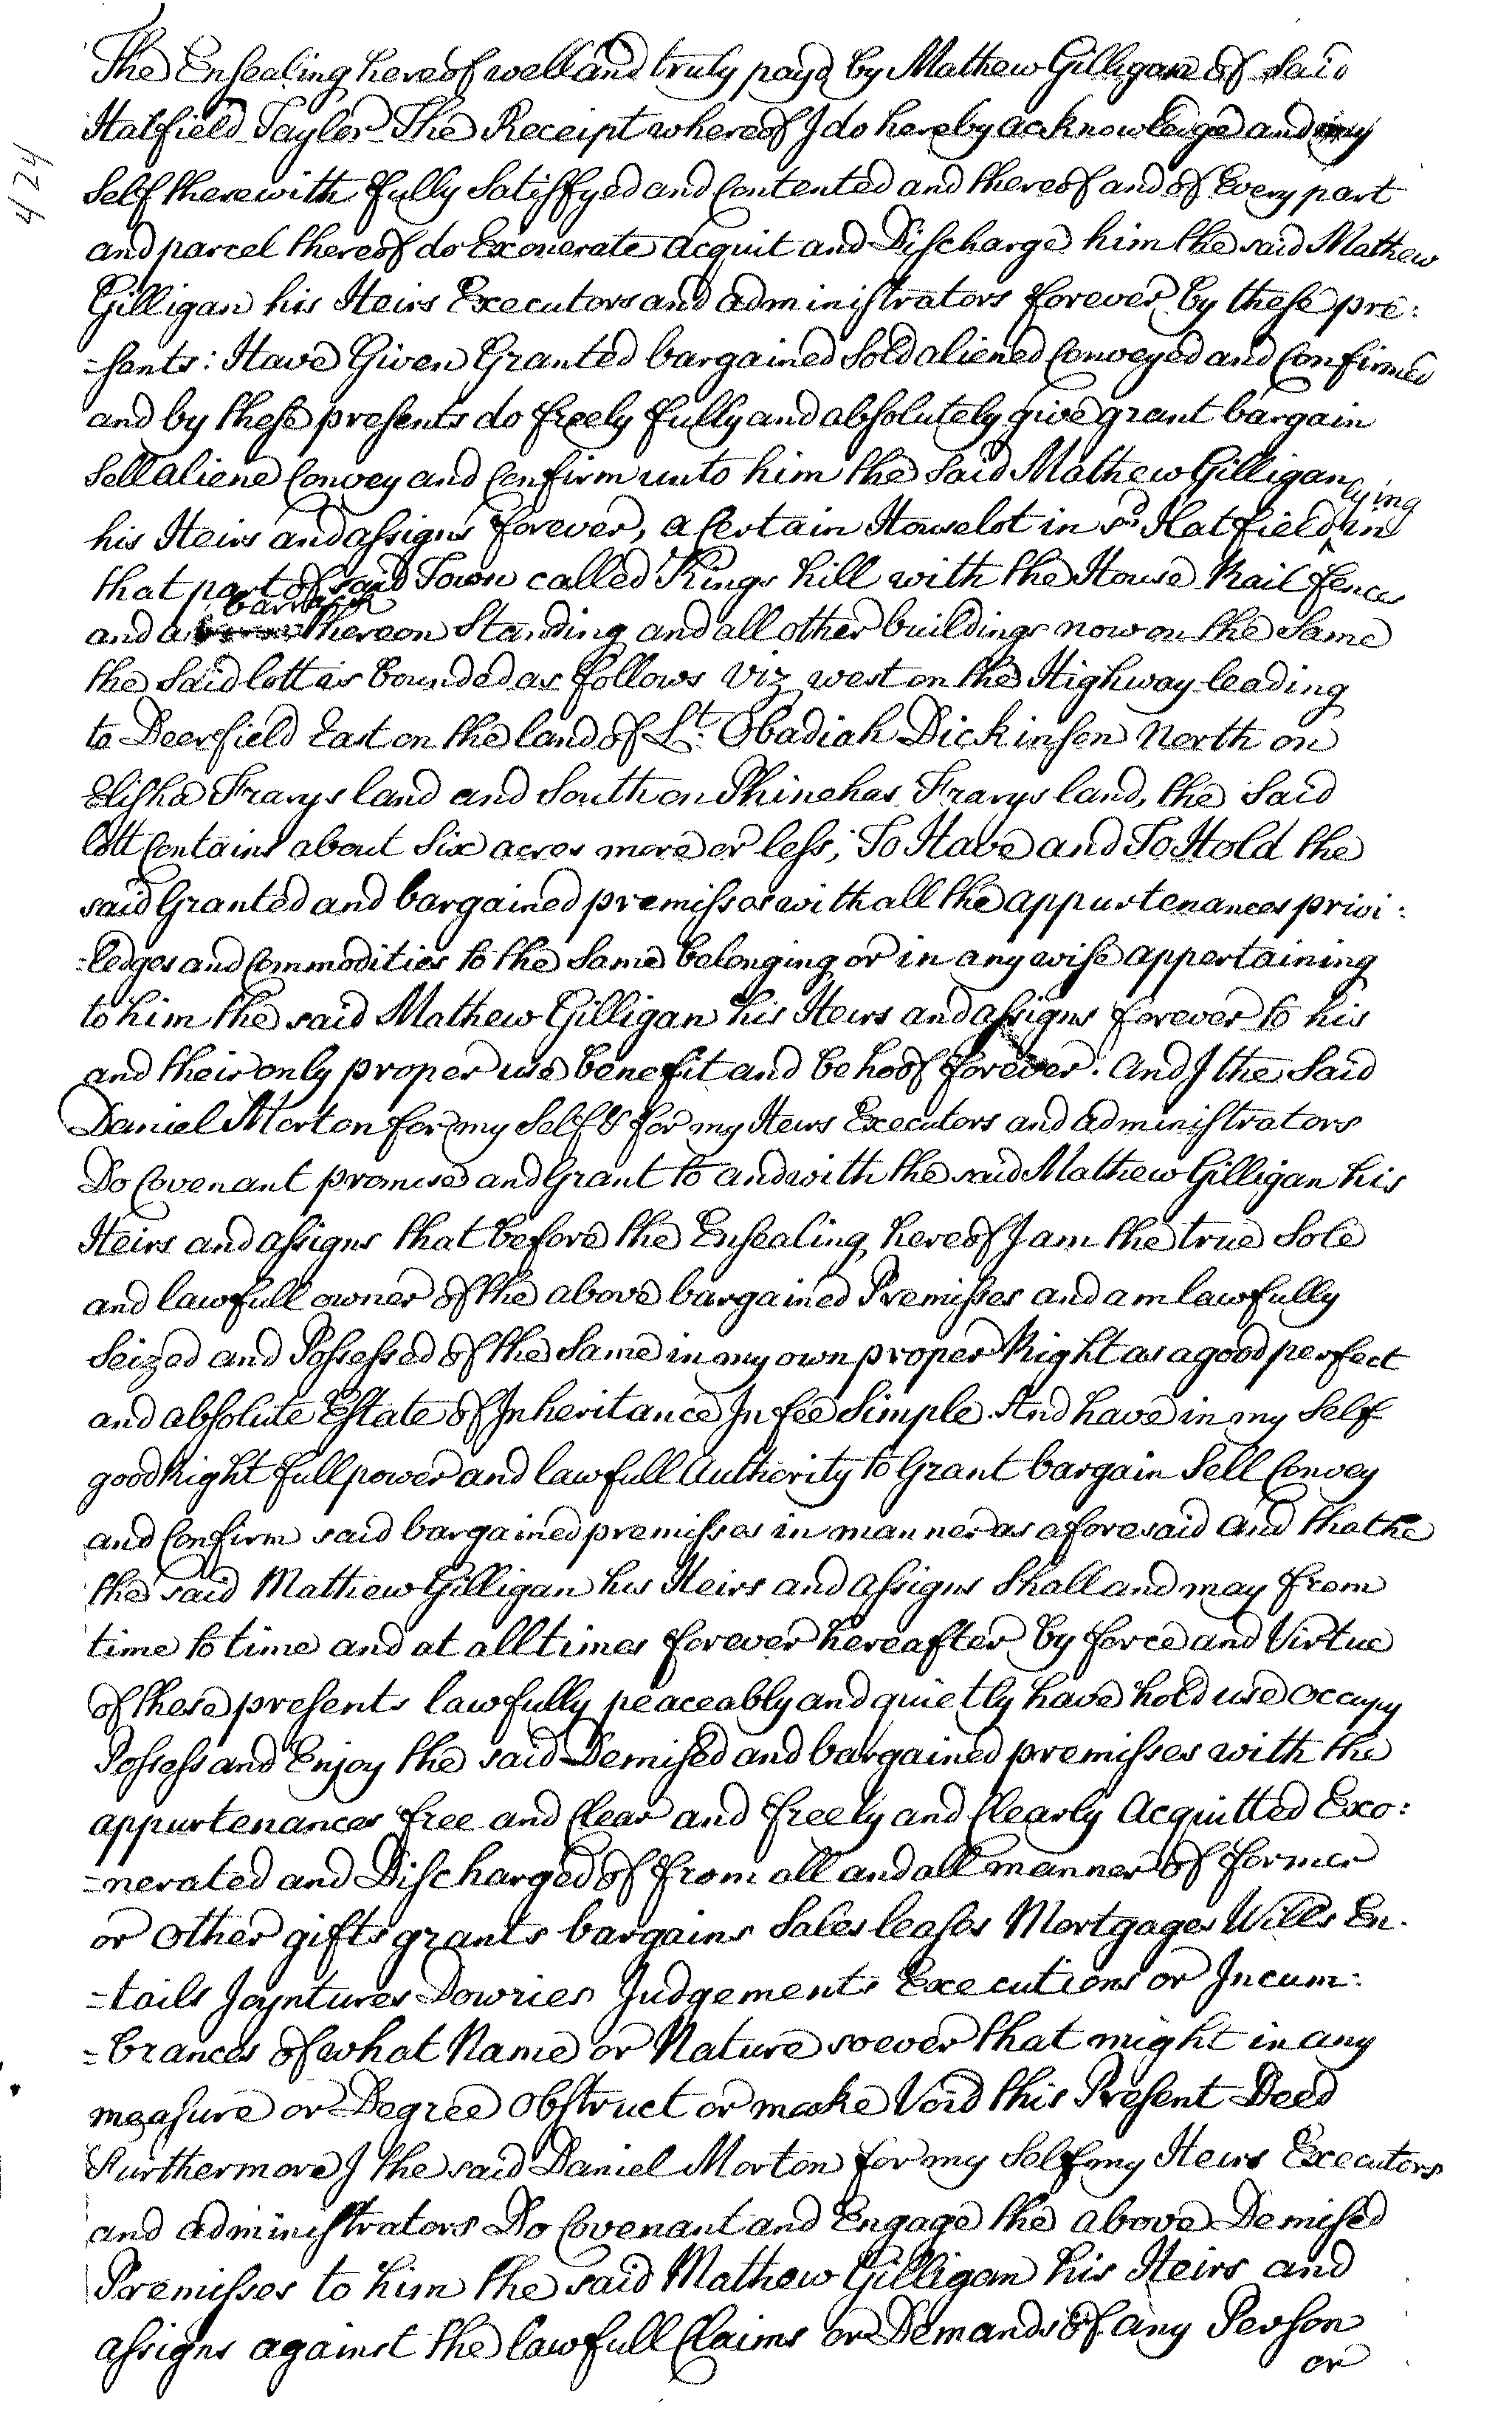 424
The Ensealing hereof well and truly payd by Mathew Gilligan of said
Hatfield Taylor The Receipt whereof I do hereby acknowledge and my
self therewith fully satisfyed and Contented and thereof and of Every part
and parcel thereof do Exonerate acquit and Discharge him the said Mathew
Gilligan his Heirs Executors and administrators forever by these pre:
=sents: Have Given Granted bargained sold aliened Conveyed and Confirmed
and by these presents do freely fully and absolutely give grant bargain
Sell aliene Convey and Confirm unto him the said Mathew Gilligan
his Heirs and assigns forever, a Certain Houselot in sd Hatfield lying in
that part of said Town called Kings hill with the House Rail fences
and a barrack thereon Standing and all other buildings now on the Same
the said lott is bounded as follows viz west on the Highway leading
to Deerfield East on the land of Lt. Obadiah Dickinson North on
Elisha Frarys land and South on Phinehas Frarys land, the said
lott Contains about Six acres more or less; To Have and To Hold the
said Granted and bargained premisses with all the appurtenances privi:
=ledges and Commodities to the same belonging or in any wise appertaining
to him the said Mathew Gilligan his Heirs and assigns forever to his
and their only proper use benefit and behoof forever. And I the said
Daniel Morton for my self & for my Heirs Executors and administrators
Do Covenant promise and Grant to and with the said Mathew Gilligan his
Heirs and assigns that before the Ensealing hereof I am the true Sole
and lawfull owner of the above bargained Premisses and am lawfully
Seized and Possessed of the Same in my own proper Right as a good perfect
and absolute Estate of Inheritance In fee Simple And have in my Self
good Right full power and lawfull Authority to Grant bargain Sell Convey
and Confirm said bargained premisses in manner as aforesaid and that he
the said Mathew Gilligan his Heirs and assigns Shall and may from
time to time and at all times forever hereafter by force and Virtue
of these presents lawfully peaceably and quietly have hold use occupy
Possess and Enjoy the said Demised and bargained premisses with the
appurtenances free and Clear and freely and Clearly Acquitted Exo:
=nerated and Discharged of from all and all manner of former
or other gifts grants bargains Sales leases Mortgages Wills En.
=tails Joyntures Dowries Judgements Executions or Incum:
=brances of what Name or Nature soever that might in any
measure or Degree obstruct or make Void this Present Deed
Furthermore I the said Daniel Morton for my self my Heirs Executors
and administrators Do Covenant and Engage the above Demised
Premisses to him the said Mathew Gilligan his Heirs and
assigns against the lawfull Claims or Demands of any Person
or